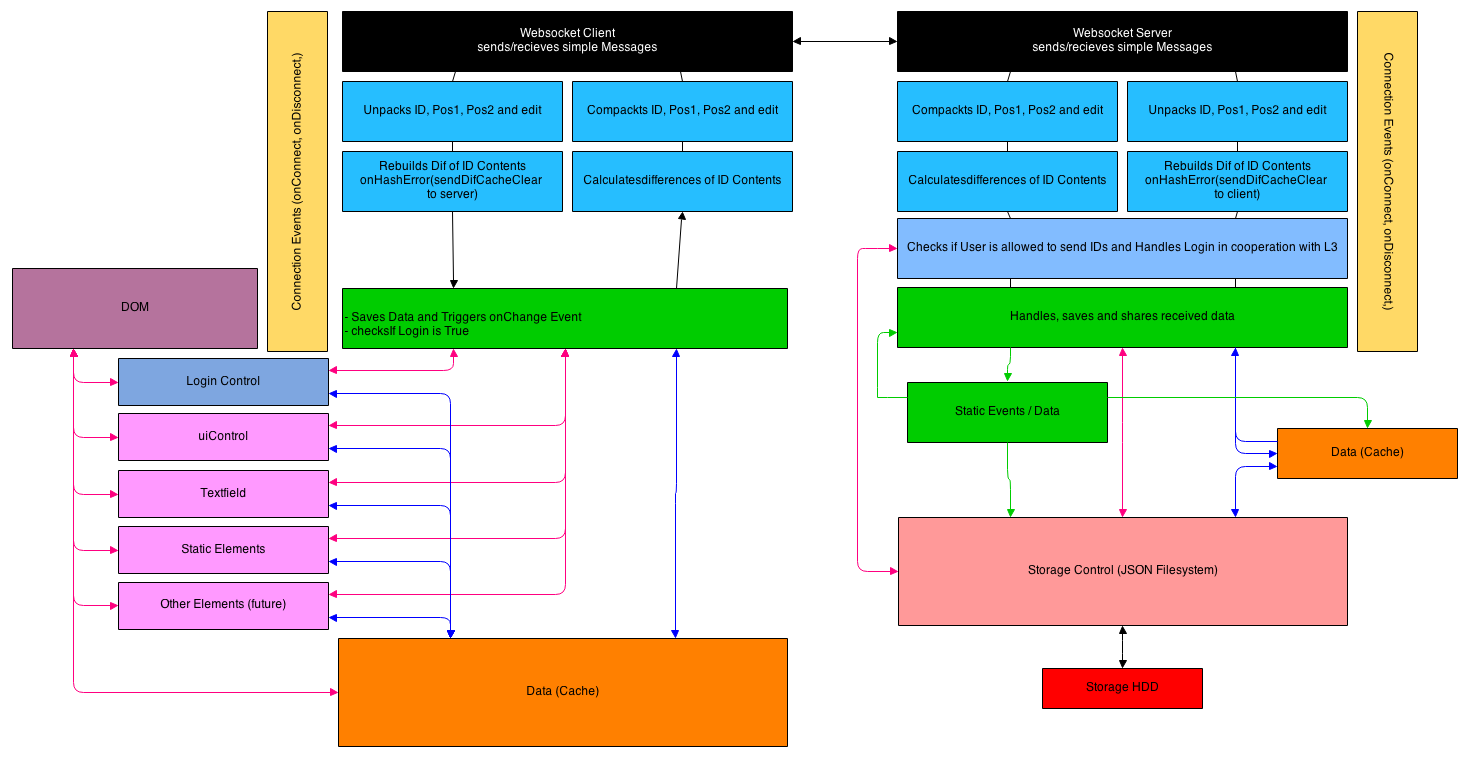 Websocket Client
sends/recieves simple Messages
Websocket Server
sends/recieves simple Messages
Connection Events (onConnect, onDisconnect,)
Connection Events (onConnect, onDisconnect,)
Unpacks ID, Pos1, Pos2 and edit
Compackts ID, Pos1, Pos2 and edit
Compackts ID, Pos1, Pos2 and edit
Unpacks ID, Pos1, Pos2 and edit
Rebuilds Dif of ID Contents
onHashError(sendDifCacheClear
to server)
Calculatesdifferences of ID Contents
Calculatesdifferences of ID Contents
Rebuilds Dif of ID Contents
onHashError(sendDifCacheClear
to client)
Checks if User is allowed to send IDs and Handles Login in cooperation with L3
DOM
- Saves Data and Triggers onChange Event
- checksIf Login is True
Handles, saves and shares received data
Login Control
uiControl
Textfield
Static Elements
Other Elements (future)
Static Events / Data
Data (Cache)
Storage Control (JSON Filesystem)
Data (Cache)
Storage HDD